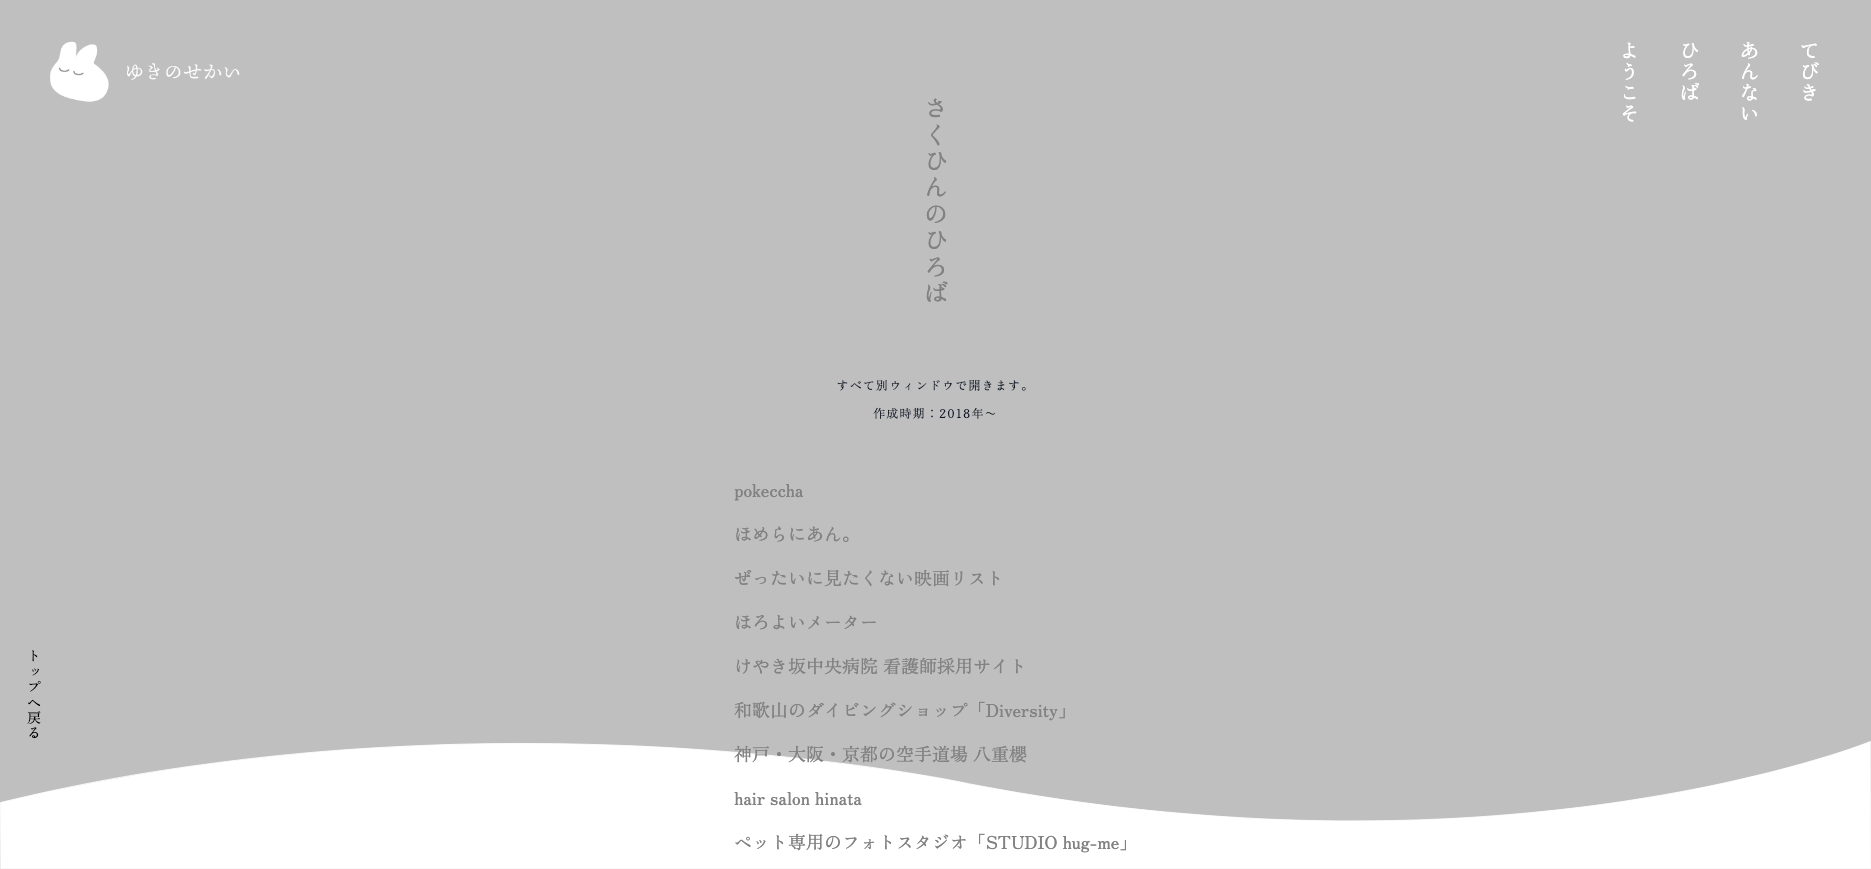 ゆきのせかい
てびき
あんない
ひろば
ようこそ
さくひんのひろば
すべて別ウィンドウで開きます。
作成時期：2018年〜
pokeccha
ほめらにあん。
ぜったいに見たくない映画リスト
ほろよいメーター
けやき坂中央病院 看護師採用サイト
和歌山のダイビングショップ「Diversity」
神戸・大阪・京都の空手道場 八重櫻
hair salon hinata
ペット専用のフォトスタジオ「STUDIO hug-me」
トップへ戻る